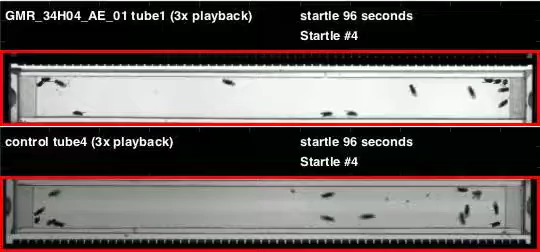 GMR_34H04_AE_01 tube1 (3x playback)
startle 96 seconds
Startle #4
control tube4 (3x playback)
startle 96 seconds
Startle #4